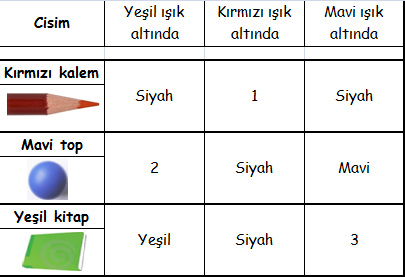 Cisim
Yeşil ışık
altında
Kırmızı ışık
altında
Mavi ışık
altında
Kırmızı kalem
Siyah
1
Siyah
Mavi top
2
Siyah
Mavi
Yeşil kitap
Yeşil
Siyah
3